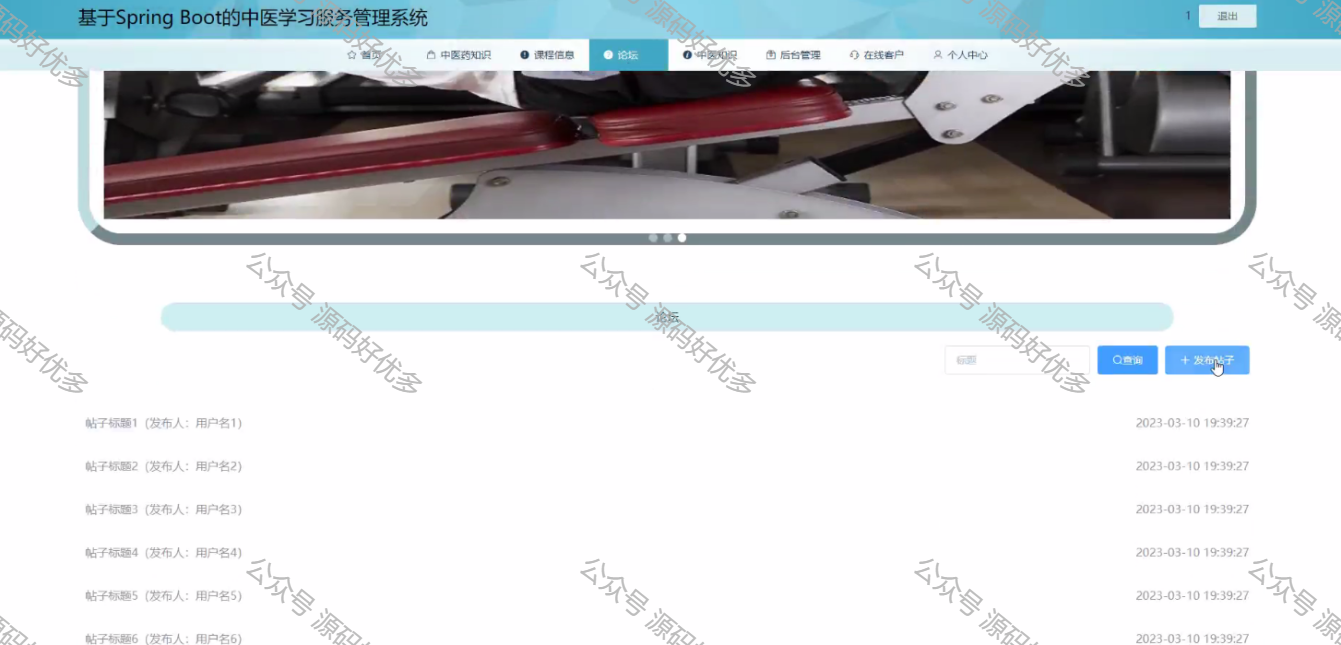 基于Spring Boot的中医学习服务管理系统
1 退出
首页 中医药知识 课程信息 论坛 中医知识 后台管理 在线客户 个人中心
论坛
标题 查询 + 发布帖子
帖子标题1（发布人：用户名1） 2023-03-10 19:39:27
帖子标题2（发布人：用户名2） 2023-03-10 19:39:27
帖子标题3（发布人：用户名3） 2023-03-10 19:39:27
帖子标题4（发布人：用户名4） 2023-03-10 19:39:27
帖子标题5（发布人：用户名5） 2023-03-10 19:39:27
帖子标题6（发布人：用户名6） 2023-03-10 19:39:27
公众号 源码好优多